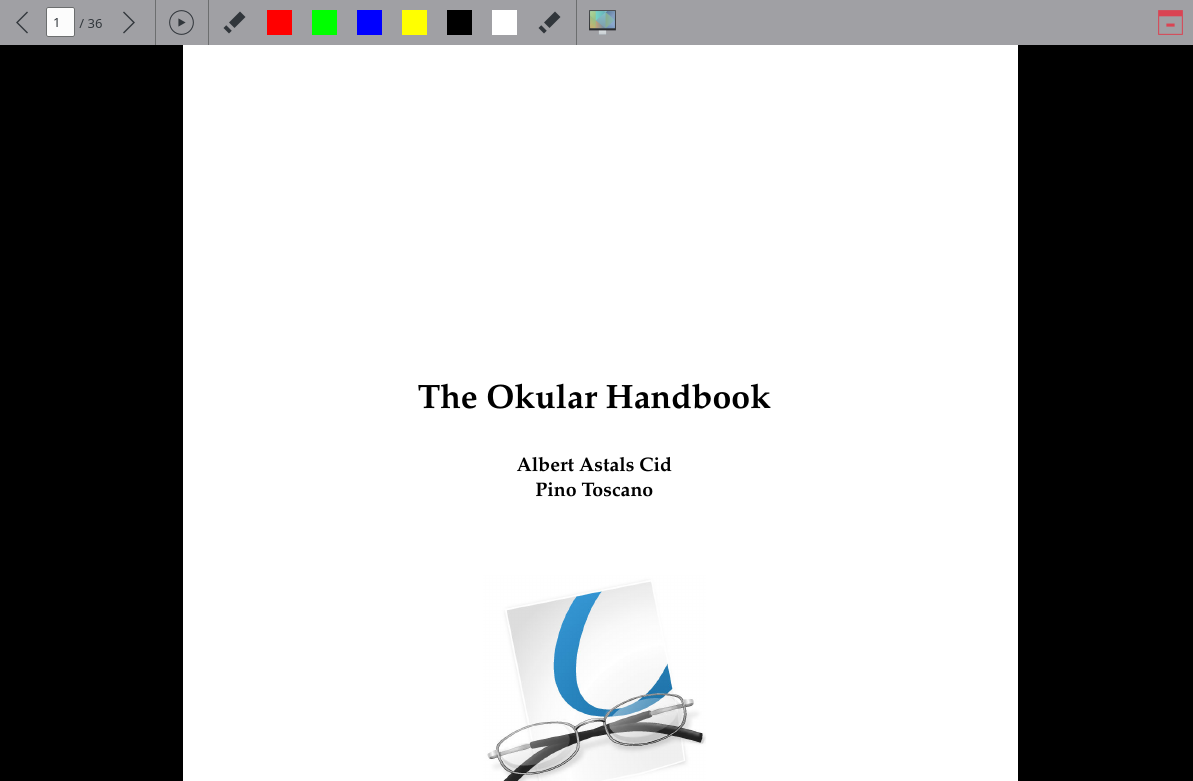 1 / 36
The Okular Handbook
Albert Astals Cid
Pino Toscano